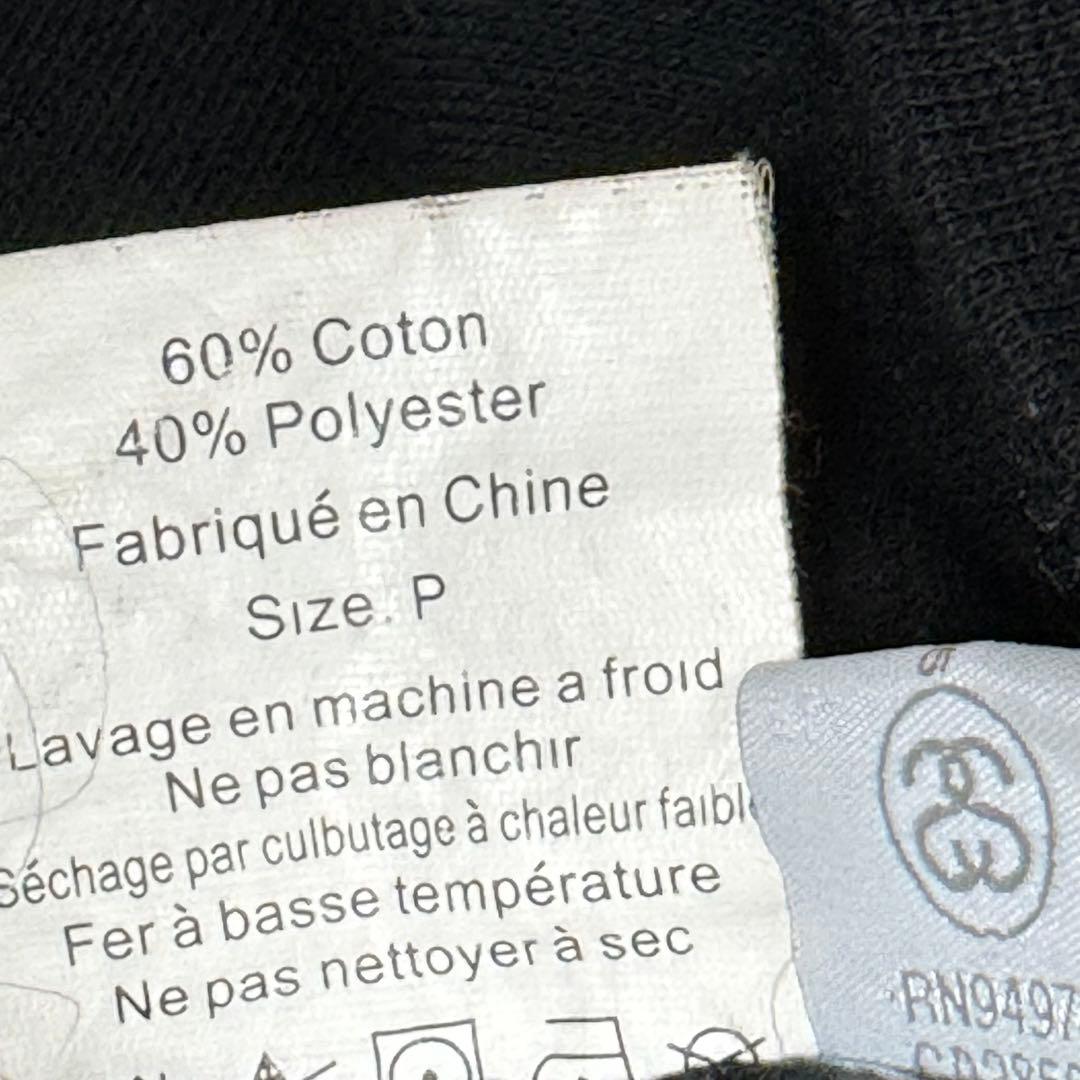 60% Coton
40% Polyester
Fabriqué en Chine
Size. P
Lavage en machine a froid
Ne pas blanchir
Séchage par culbutage à chaleur faibl
Fer à basse température
Ne pas nettoyer à sec
RN9497